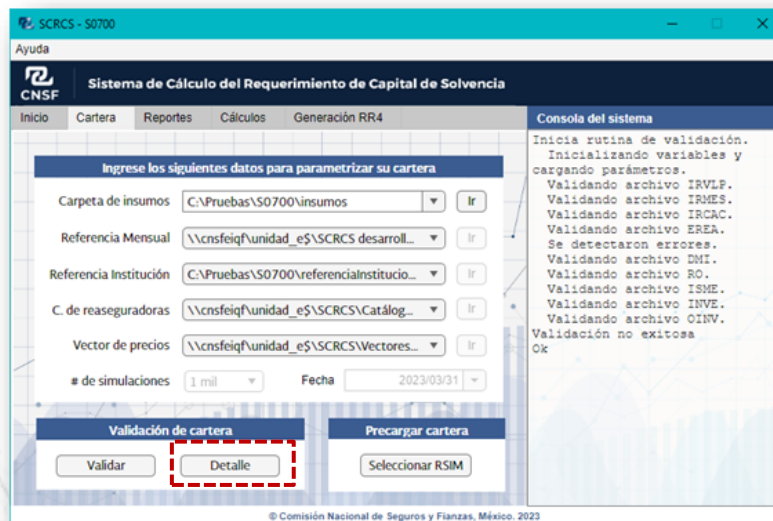 SCRCS - S0700
Ayuda
CNSF
Sistema de Cálculo del Requerimiento de Capital de Solvencia
Inicio Cartera Reportes Cálculos Generación RR4
Ingrese los siguientes datos para parametrizar su cartera
Carpeta de insumos C:\Pruebas\S0700\insumos Ir
Referencia Mensual \\cnsfeiqf\unidad_e$\SCRCS desarroll... Ir
Referencia Institución C:\Pruebas\S0700\referenciaInstitucio... Ir
C. de reaseguradoras \\cnsfeiqf\unidad_e$\SCRCS\Catálog... Ir
Vector de precios \\cnsfeiqf\unidad_e$\SCRCS\Vectores... Ir
# de simulaciones 1 mil Fecha 2023/03/31
Validación de cartera
Validar Detalle
Precargar cartera
Seleccionar RSIM
Consola del sistema
Inicia rutina de validación.
Inicializando variables y
cargando parámetros.
Validando archivo IRVLP.
Validando archivo IRMES.
Validando archivo IRCAC.
Validando archivo EREA.
Se detectaron errores.
Validando archivo DMI.
Validando archivo RO.
Validando archivo ISME.
Validando archivo INVE.
Validando archivo OINV.
Validación no exitosa
Ok
© Comisión Nacional de Seguros y Fianzas, México. 2023